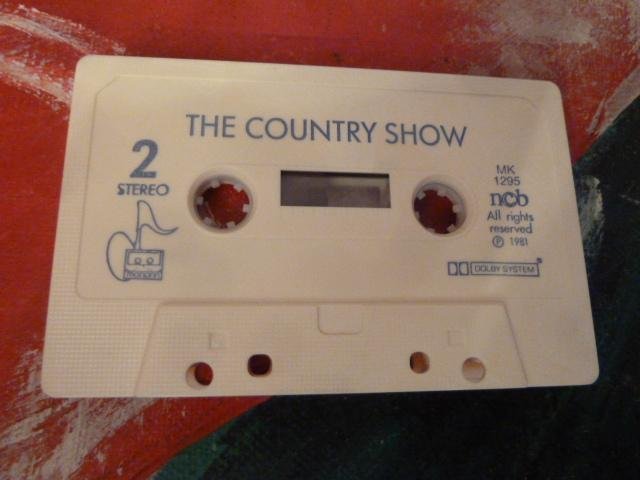 THE COUNTRY SHOW
2
STEREO
MK
1295
ncb
All rights
reserved
℗ 1981
DOLBY SYSTEM